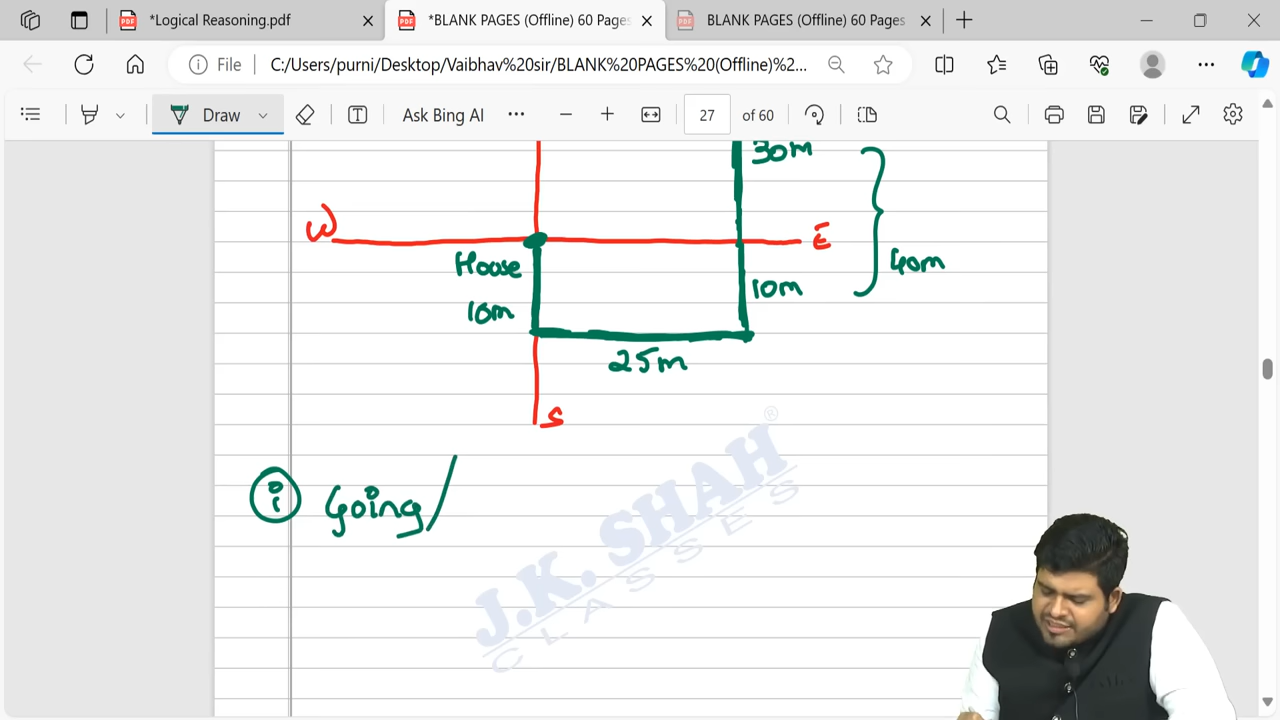 *Logical Reasoning.pdf
*BLANK PAGES (Offline) 60 Pages
BLANK PAGES (Offline) 60 Pages
File
C:/Users/purni/Desktop/Vaibhav%20sir/BLANK%20PAGES%20(Offline)%2...
Draw
Ask Bing AI
27
of 60
30m
W
E
House
40m
10m
10m
25m
S
i
Going/
J.K. SHAH®
CLASSES